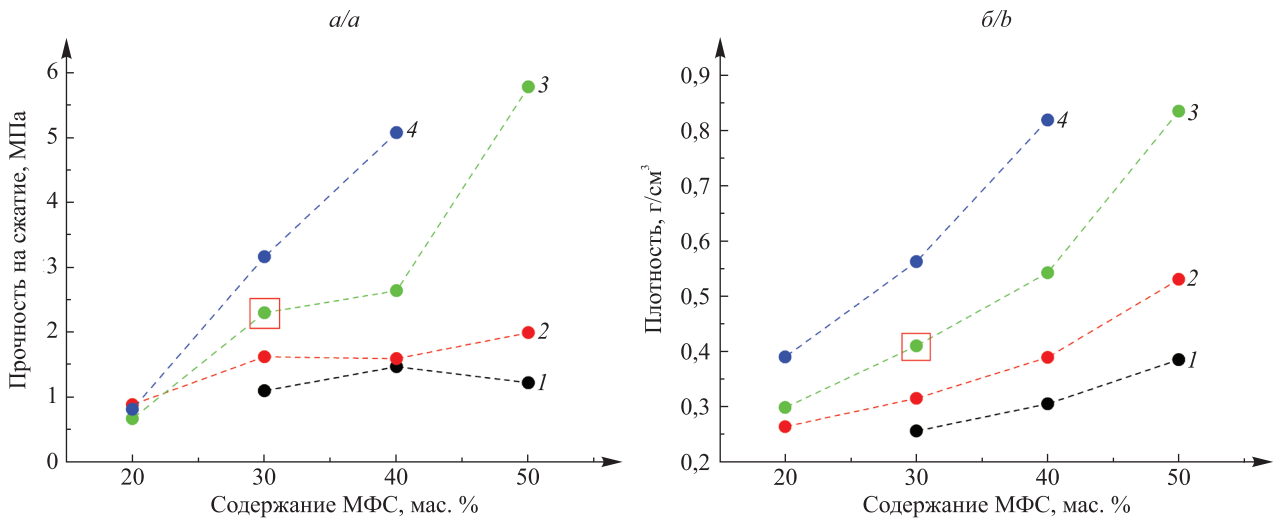 а/a
Прочность на сжатие, МПа
6
5
4
3
2
1
0
4
3
2
1
20 30 40 50
Содержание МФС, мас. %
б/b
Плотность, г/см³
0,9
0,8
0,7
0,6
0,5
0,4
0,3
0,2
4
3
2
1
20 30 40 50
Содержание МФС, мас. %